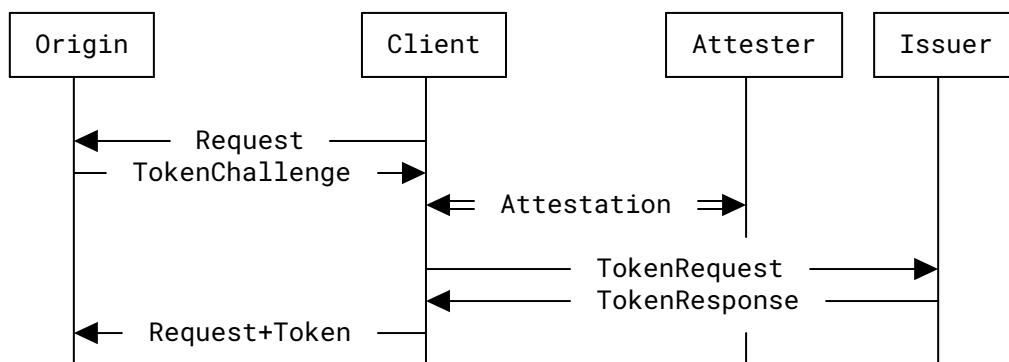 Origin Client Attester Issuer
Request
TokenChallenge
Attestation
TokenRequest
TokenResponse
Request+Token